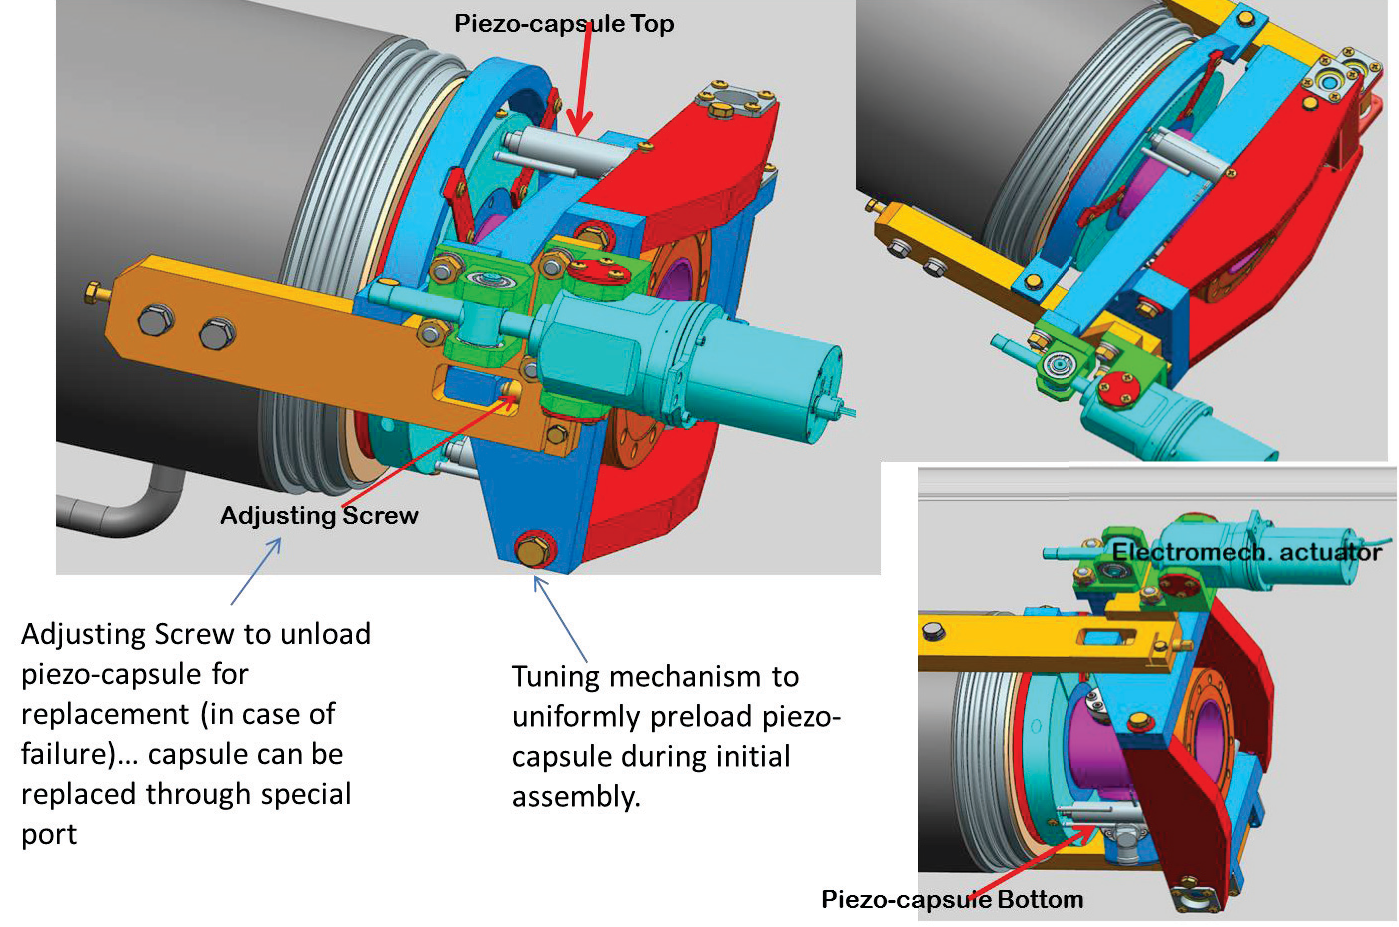 Piezo-capsule Top
Adjusting Screw
Electromech. actuator
Adjusting Screw to unload
piezo-capsule for
replacement (in case of
failure)... capsule can be
replaced through special
port
Tuning mechanism to
uniformly preload piezo-
capsule during initial
assembly.
Piezo-capsule Bottom